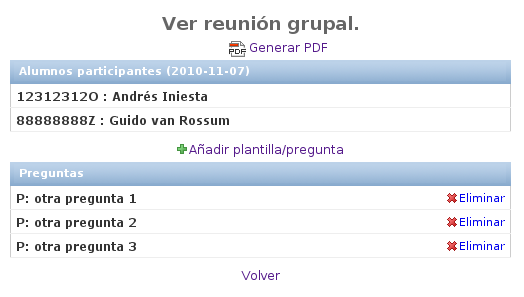 Ver reunión grupal.
Generar PDF
Alumnos participantes (2010-11-07)
12312312O : Andrés Iniesta
88888888Z : Guido van Rossum
Añadir plantilla/pregunta
Preguntas
P: otra pregunta 1 Eliminar
P: otra pregunta 2 Eliminar
P: otra pregunta 3 Eliminar
Volver